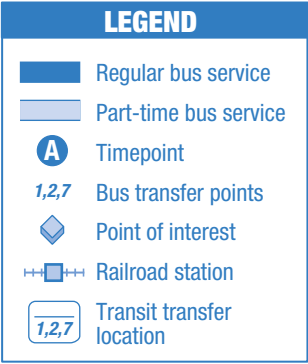 LEGEND
Regular bus service
Part-time bus service
A Timepoint
1,2,7 Bus transfer points
Point of interest
Railroad station
Transit transfer
1,2,7 location